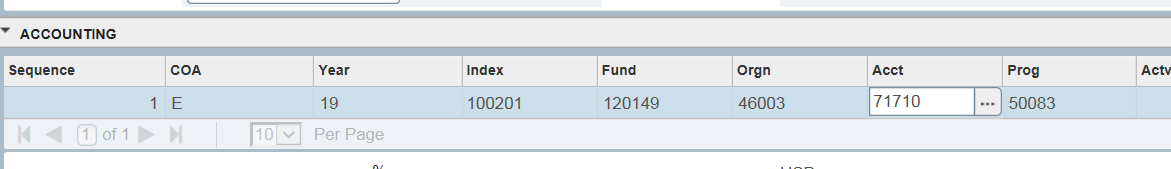 ACCOUNTING
Sequence COA Year Index Fund Orgn Acct Prog Actv
1 E 19 100201 120149 46003 71710 ... 50083
1 of 1 10 Per Page